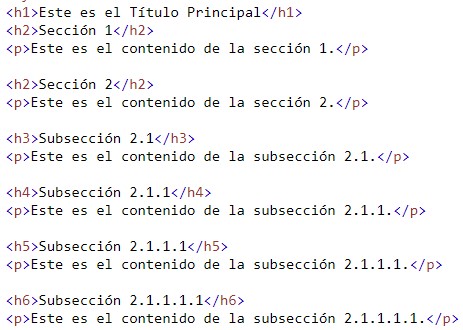 <h1>Este es el Título Principal</h1>
<h2>Sección 1</h2>
<p>Este es el contenido de la sección 1.</p>
<h2>Sección 2</h2>
<p>Este es el contenido de la sección 2.</p>
<h3>Subsección 2.1</h3>
<p>Este es el contenido de la subsección 2.1.</p>
<h4>Subsección 2.1.1</h4>
<p>Este es el contenido de la subsección 2.1.1.</p>
<h5>Subsección 2.1.1.1</h5>
<p>Este es el contenido de la subsección 2.1.1.1.</p>
<h6>Subsección 2.1.1.1.1</h6>
<p>Este es el contenido de la subsección 2.1.1.1.1.</p>